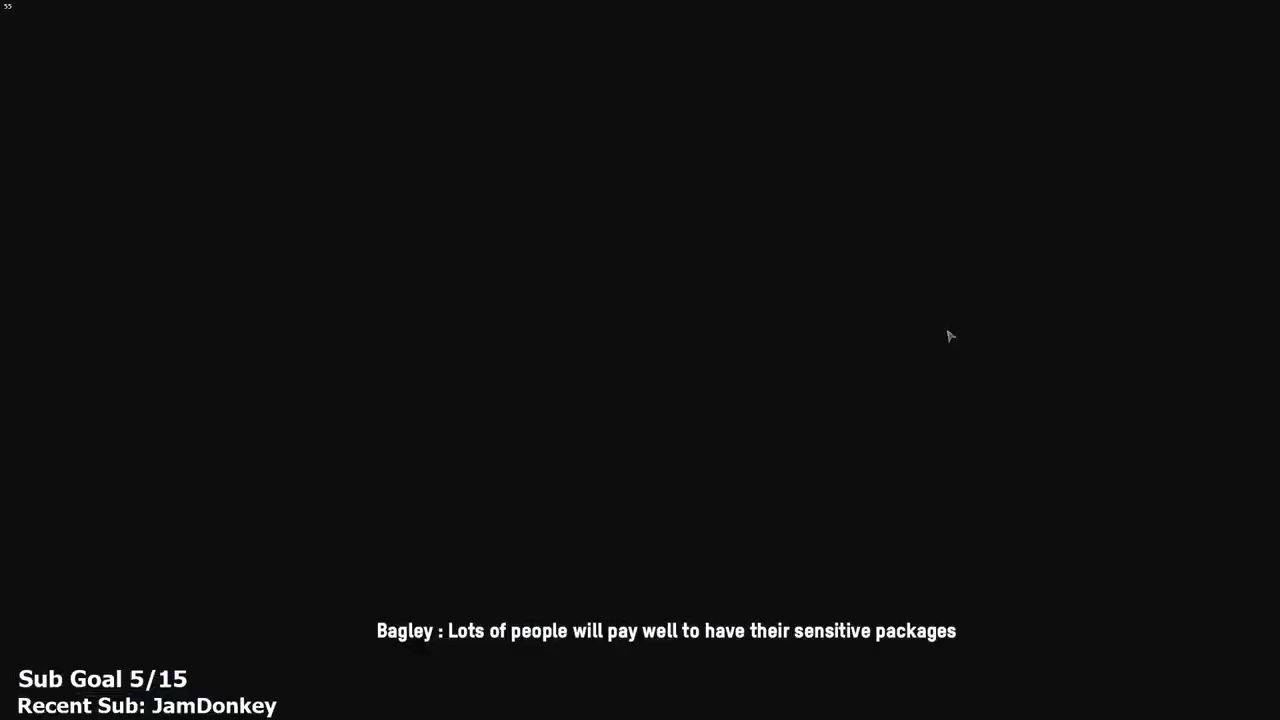 55
Bagley : Lots of people will pay well to have their sensitive packages
Sub Goal 5/15
Recent Sub: JamDonkey